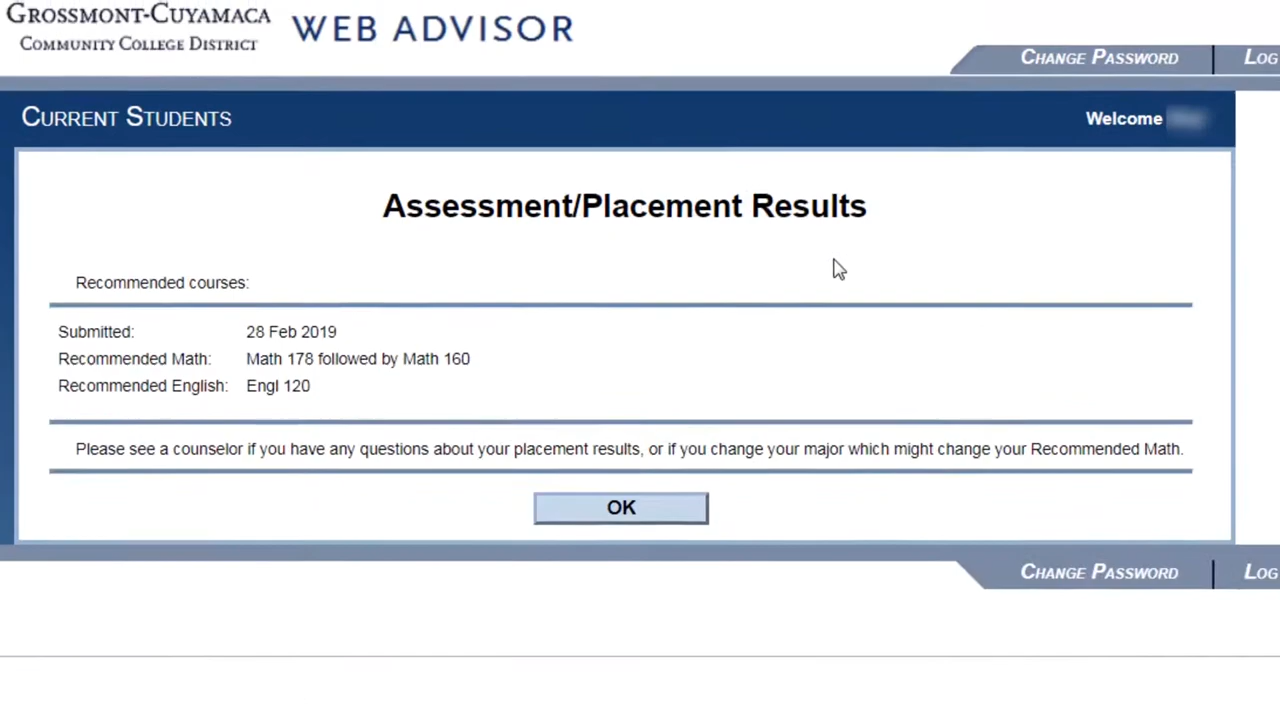 GROSSMONT-CUYAMACA
COMMUNITY COLLEGE DISTRICT
WEB ADVISOR
CHANGE PASSWORD
LOG
CURRENT STUDENTS
Welcome
Assessment/Placement Results
Recommended courses:
Submitted: 28 Feb 2019
Recommended Math: Math 178 followed by Math 160
Recommended English: Engl 120
Please see a counselor if you have any questions about your placement results, or if you change your major which might change your Recommended Math.
OK
CHANGE PASSWORD
LOG